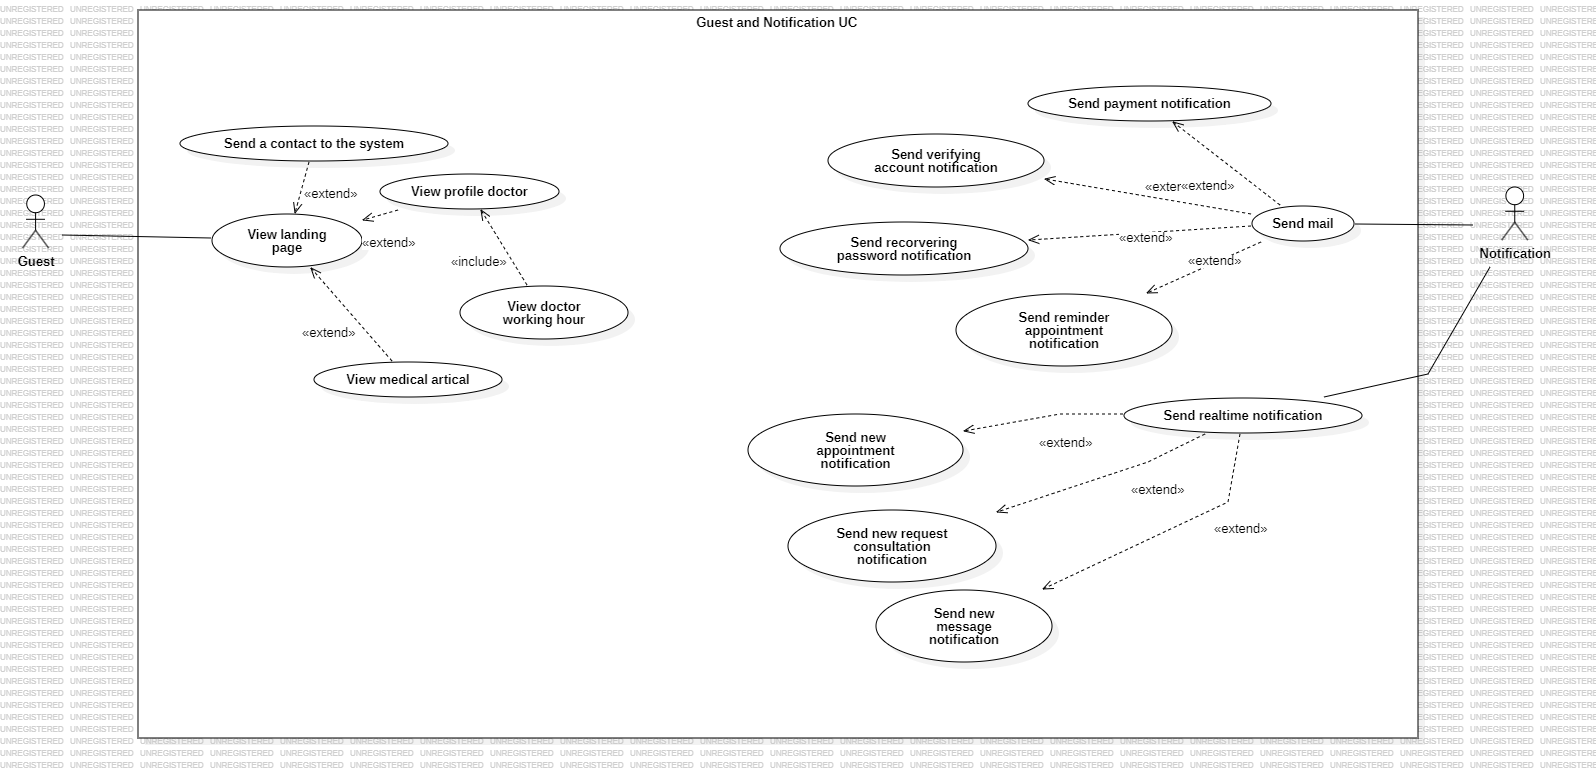 Guest and Notification UC
Send payment notification
Send a contact to the system
Send verifying
account notification
«extend»
View profile doctor
«exter
«extend»
View landing
page
«extend»
Send mail
Guest
Notification
Send recorvering
password notification
«extend»
«include»
«extend»
View doctor
working hour
Send reminder
appointment
notification
«extend»
View medical artical
Send realtime notification
Send new
appointment
notification
«extend»
«extend»
Send new request
consultation
notification
«extend»
Send new
message
notification
UNREGISTERED